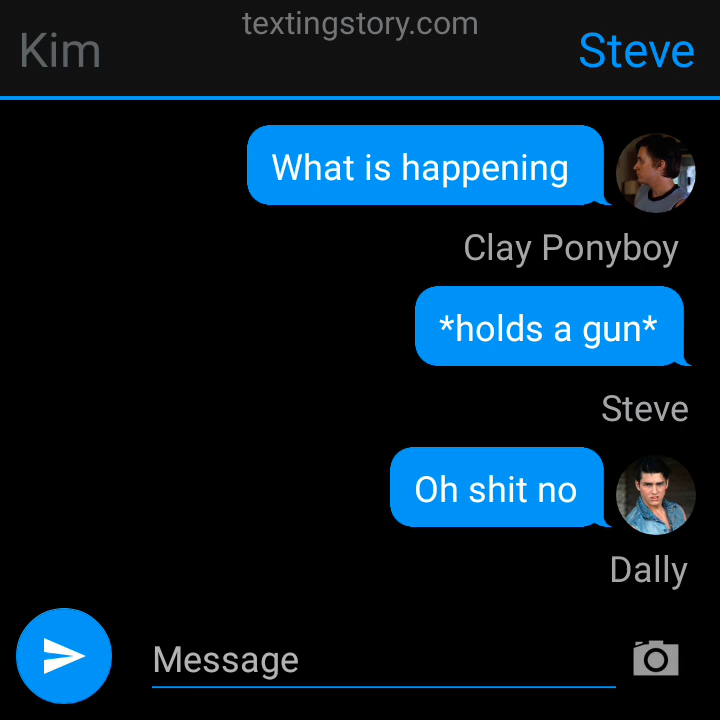 textingstory.com
Kim
Steve
What is happening
Clay Ponyboy
*holds a gun*
Steve
Oh shit no
Dally
Message